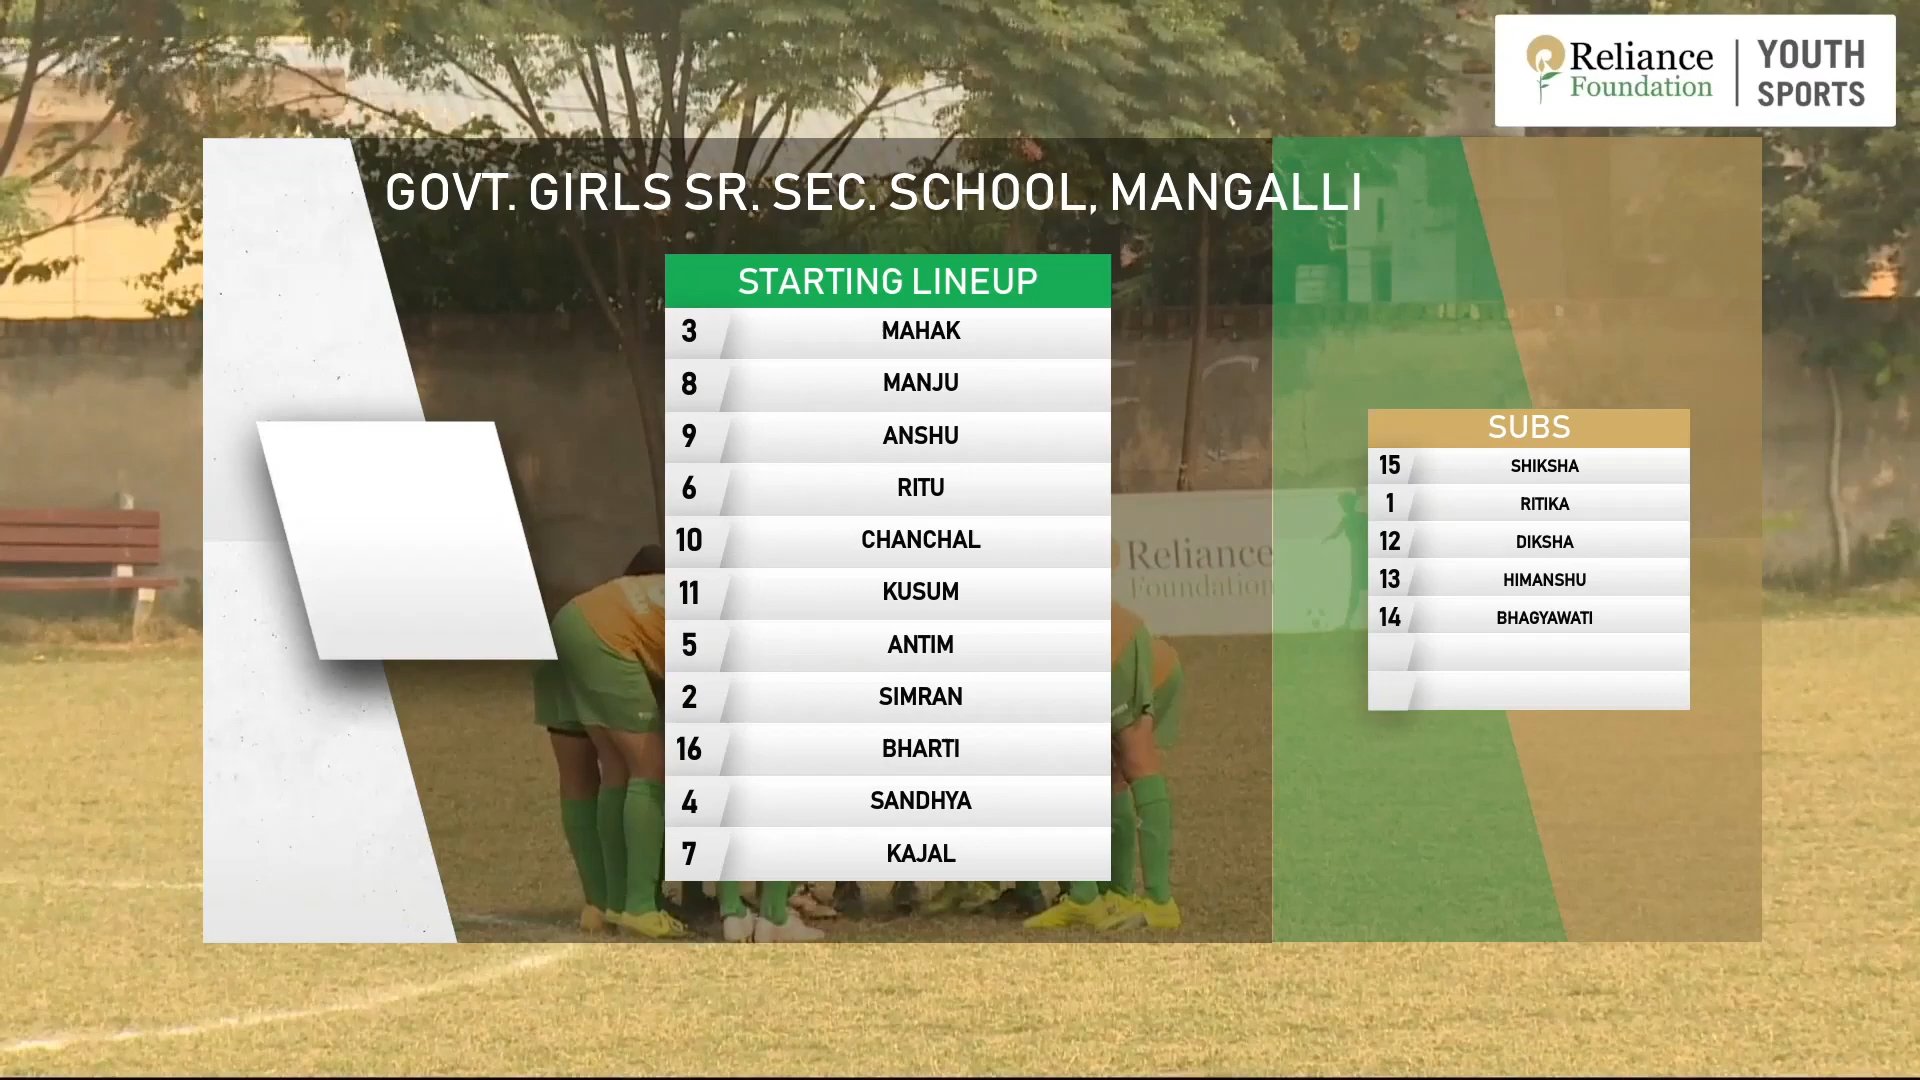 Reliance
Foundation
YOUTH
SPORTS
GOVT. GIRLS SR. SEC. SCHOOL, MANGALLI
STARTING LINEUP
3 MAHAK
8 MANJU
9 ANSHU
6 RITU
10 CHANCHAL
11 KUSUM
5 ANTIM
2 SIMRAN
16 BHARTI
4 SANDHYA
7 KAJAL
SUBS
15 SHIKSHA
1 RITIKA
12 DIKSHA
13 HIMANSHU
14 BHAGYAWATI
Reliance
Foundation